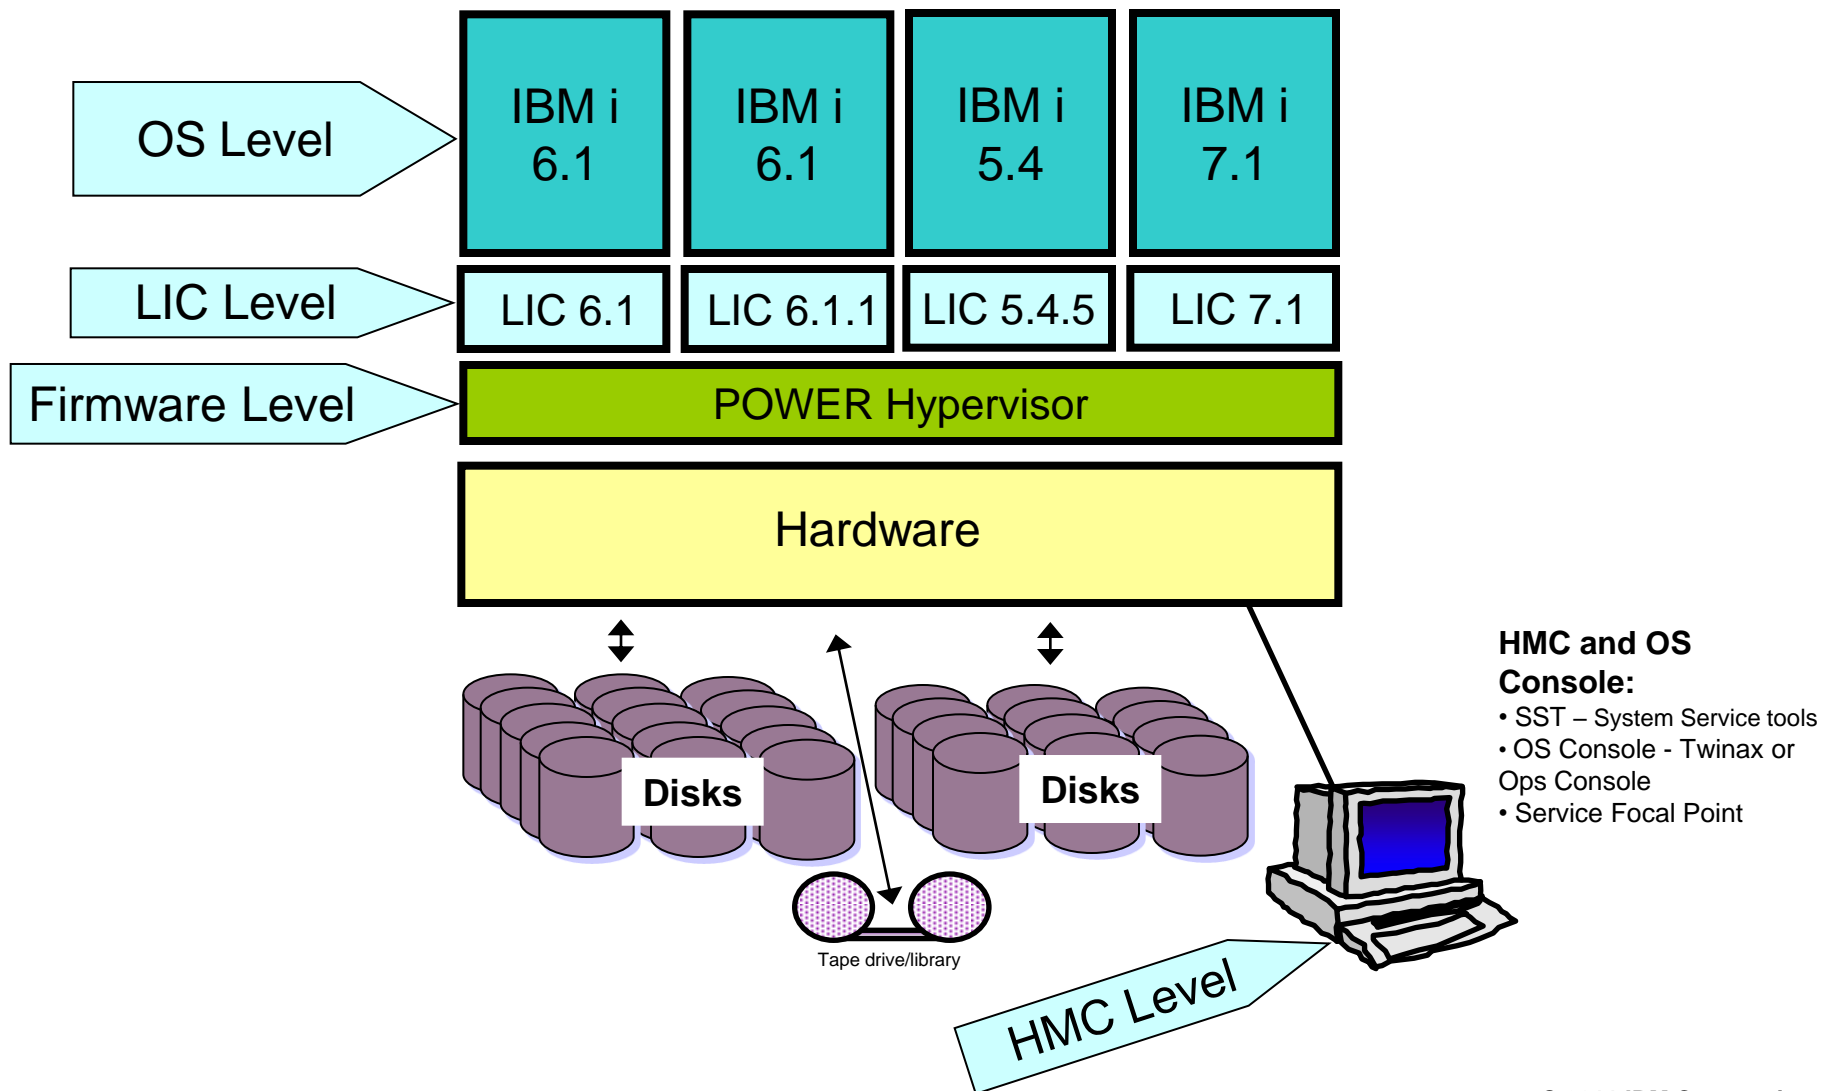 IBM i
6.1
IBM i
6.1
IBM i
5.4
IBM i
7.1
OS Level
LIC Level
LIC 6.1
LIC 6.1.1
LIC 5.4.5
LIC 7.1
Firmware Level
POWER Hypervisor
Hardware
HMC and OS
Console:
• SST – System Service tools
• OS Console - Twinax or
Ops Console
• Service Focal Point
Disks
Disks
Tape drive/library
HMC Level